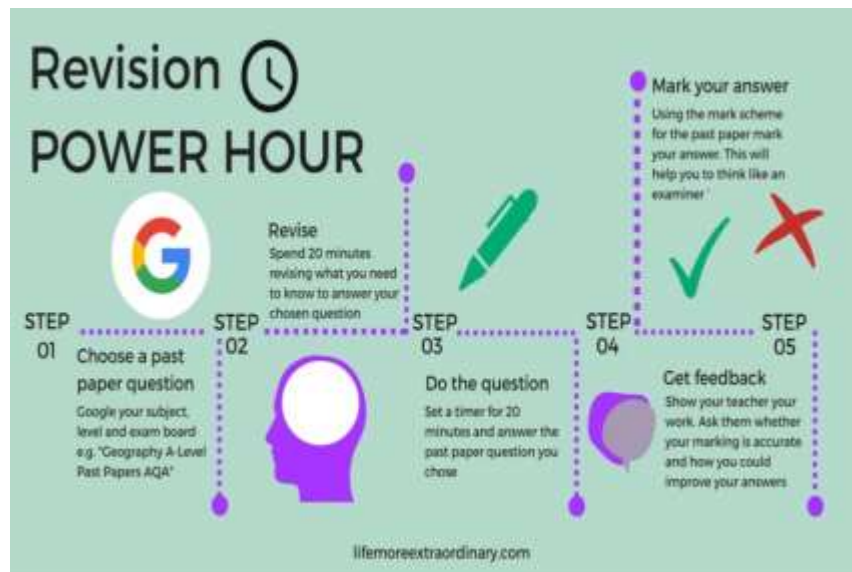 Revision
POWER HOUR
STEP
01
Choose a past
paper question
Google your subject,
level and exam board
e.g. "Geography A-Level
Past Papers AQA"
STEP
02
Revise
Spend 20 minutes
revising what you need
to know to answer your
chosen question
STEP
03
Do the question
Set a timer for 20
minutes and answer the
past paper question you
chose
STEP
04
Mark your answer
Using the mark scheme
for the past paper mark
your answer. This will
help you to think like an
examiner '
STEP
05
Get feedback
Show your teacher your
work. Ask them whether
your marking is accurate
and how you could
improve your answers
lifemoreextraordinary.com